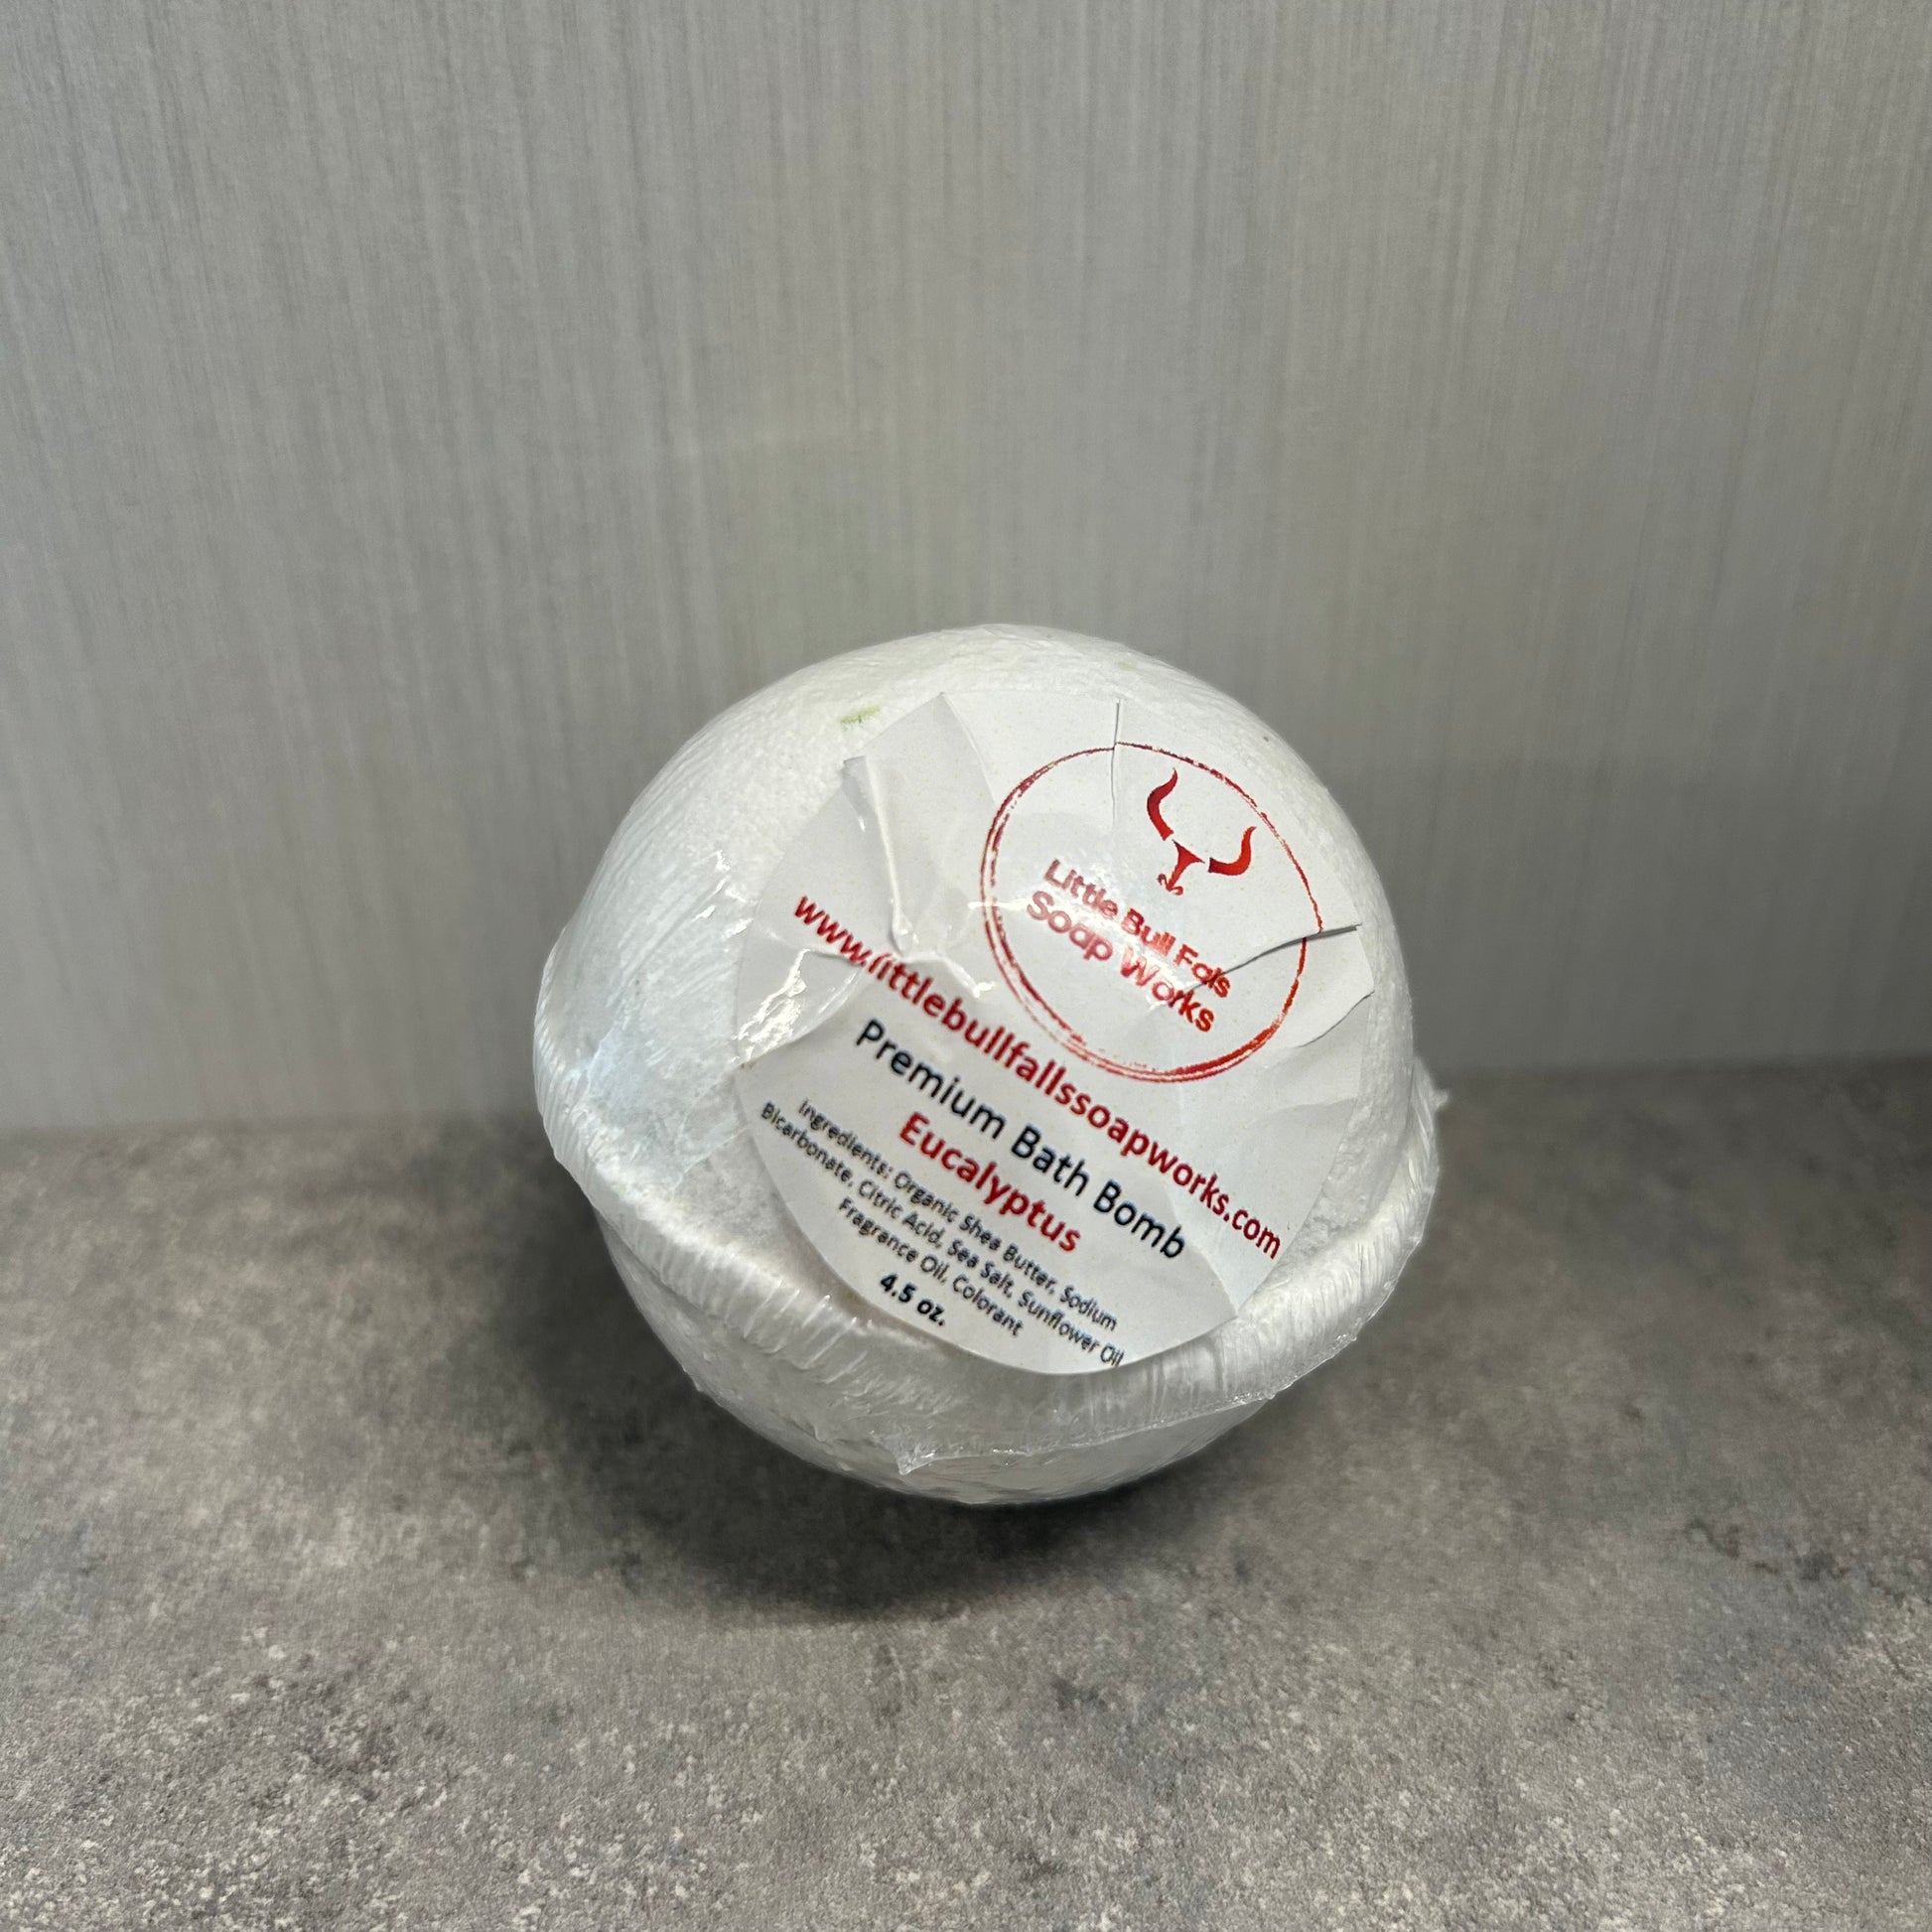 Little Bull Falls
Soap Works
www.littlebullfallssoapworks.com
Premium Bath Bomb
Eucalyptus
Ingredients: Organic Shea Butter, Sodium
Bicarbonate, Citric Acid, Sea Salt, Sunflower Oil
Fragrance Oil, Colorant
4.5 oz.